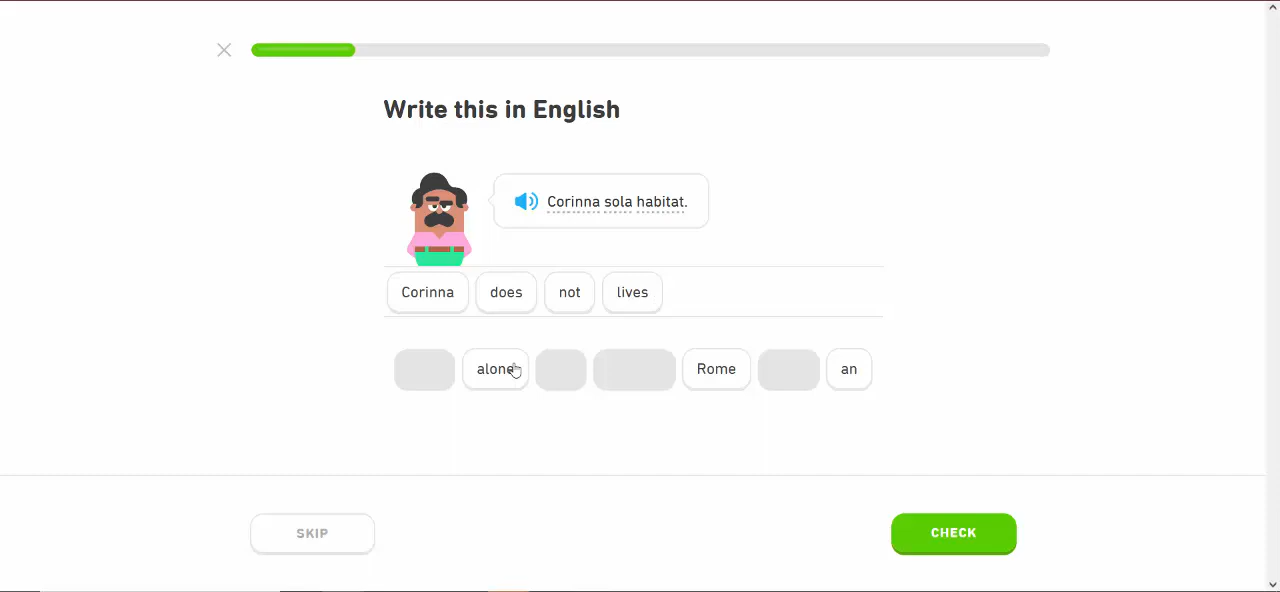 Write this in English
Corinna sola habitat.
Corinna does not lives
alone Rome an
SKIP CHECK